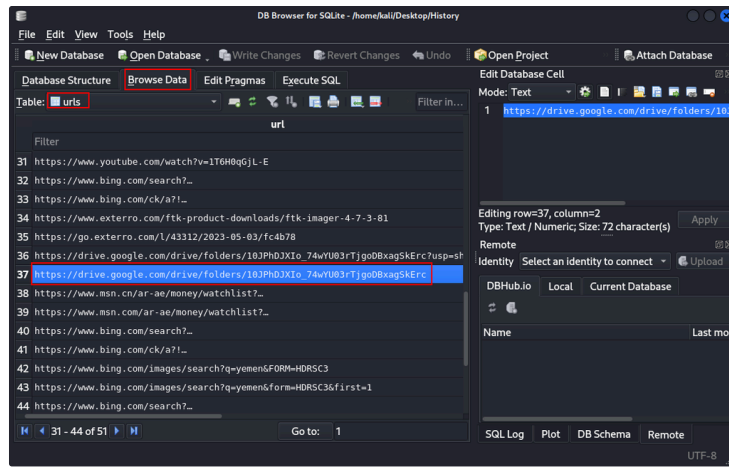 DB Browser for SQLite - /home/kali/Desktop/History
File Edit View Tools Help
New Database Open Database Write Changes Revert Changes Undo Open Project Attach Database
Database Structure Browse Data Edit Pragmas Execute SQL
Table: urls Filter in...
url
Filter
31 https://www.youtube.com/watch?v=1T6H0qGjL-E
32 https://www.bing.com/search?…
33 https://www.bing.com/ck/a?!…
34 https://www.exterro.com/ftk-product-downloads/ftk-imager-4-7-3-81
35 https://go.exterro.com/l/43312/2023-05-03/fc4b78
36 https://drive.google.com/drive/folders/10JPhDJXIo_74wYU03rTjgoDBxagSkErc?usp=sh
37 https://drive.google.com/drive/folders/10JPhDJXIo_74wYU03rTjgoDBxagSkErc
38 https://www.msn.cn/ar-ae/money/watchlist?…
39 https://www.msn.com/ar-ae/money/watchlist?…
40 https://www.bing.com/search?…
41 https://www.bing.com/ck/a?!…
42 https://www.bing.com/images/search?q=yemen&FORM=HDRSC3
43 https://www.bing.com/images/search?q=yemen&form=HDRSC3&first=1
44 https://www.bing.com/search?…
31 - 44 of 51 Go to: 1
Edit Database Cell
Mode: Text
1 https://drive.google.com/drive/folders/10J
Editing row=37, column=2
Type: Text / Numeric; Size: 72 character(s)
Apply
Remote
Identity Select an identity to connect Upload
DBHub.io Local Current Database
Name Last mo
SQL Log Plot DB Schema Remote
UTF-8